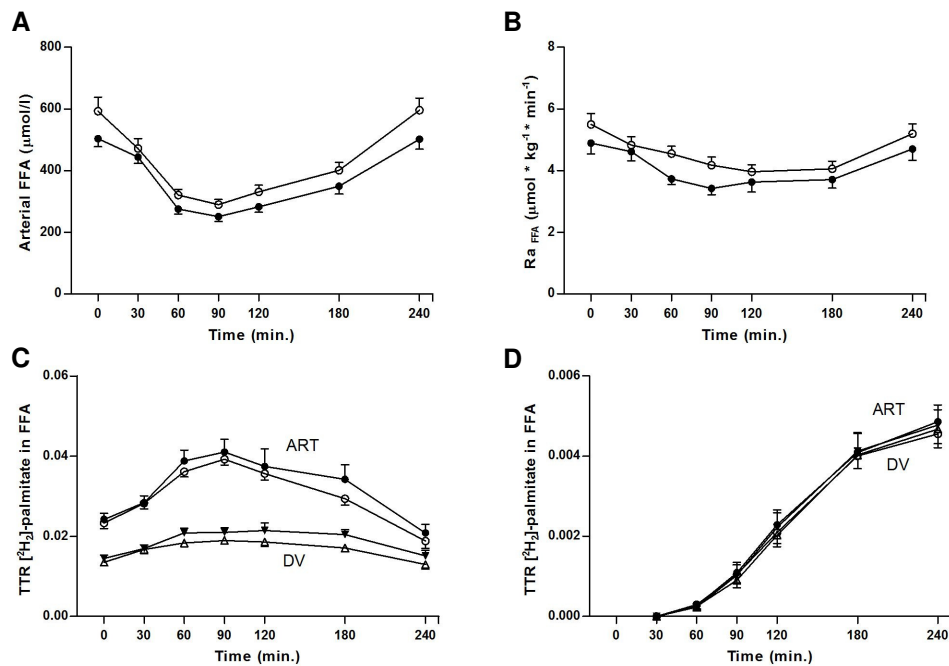 A
800
600
400
200
0
Arterial FFA (μmol/l)
0 30 60 90 120 180 240
Time (min.)
B
8
6
4
2
0
Ra FFA (μmol * kg-1 * min-1)
0 30 60 90 120 180 240
Time (min.)
C
0.06
0.04
0.02
0.00
TTR [2H2]-palmitate in FFA
ART
DV
0 30 60 90 120 180 240
Time (min.)
D
0.006
0.004
0.002
0.000
TTR [2H2]-palmitate in FFA
ART
DV
0 30 60 90 120 180 240
Time (min.)